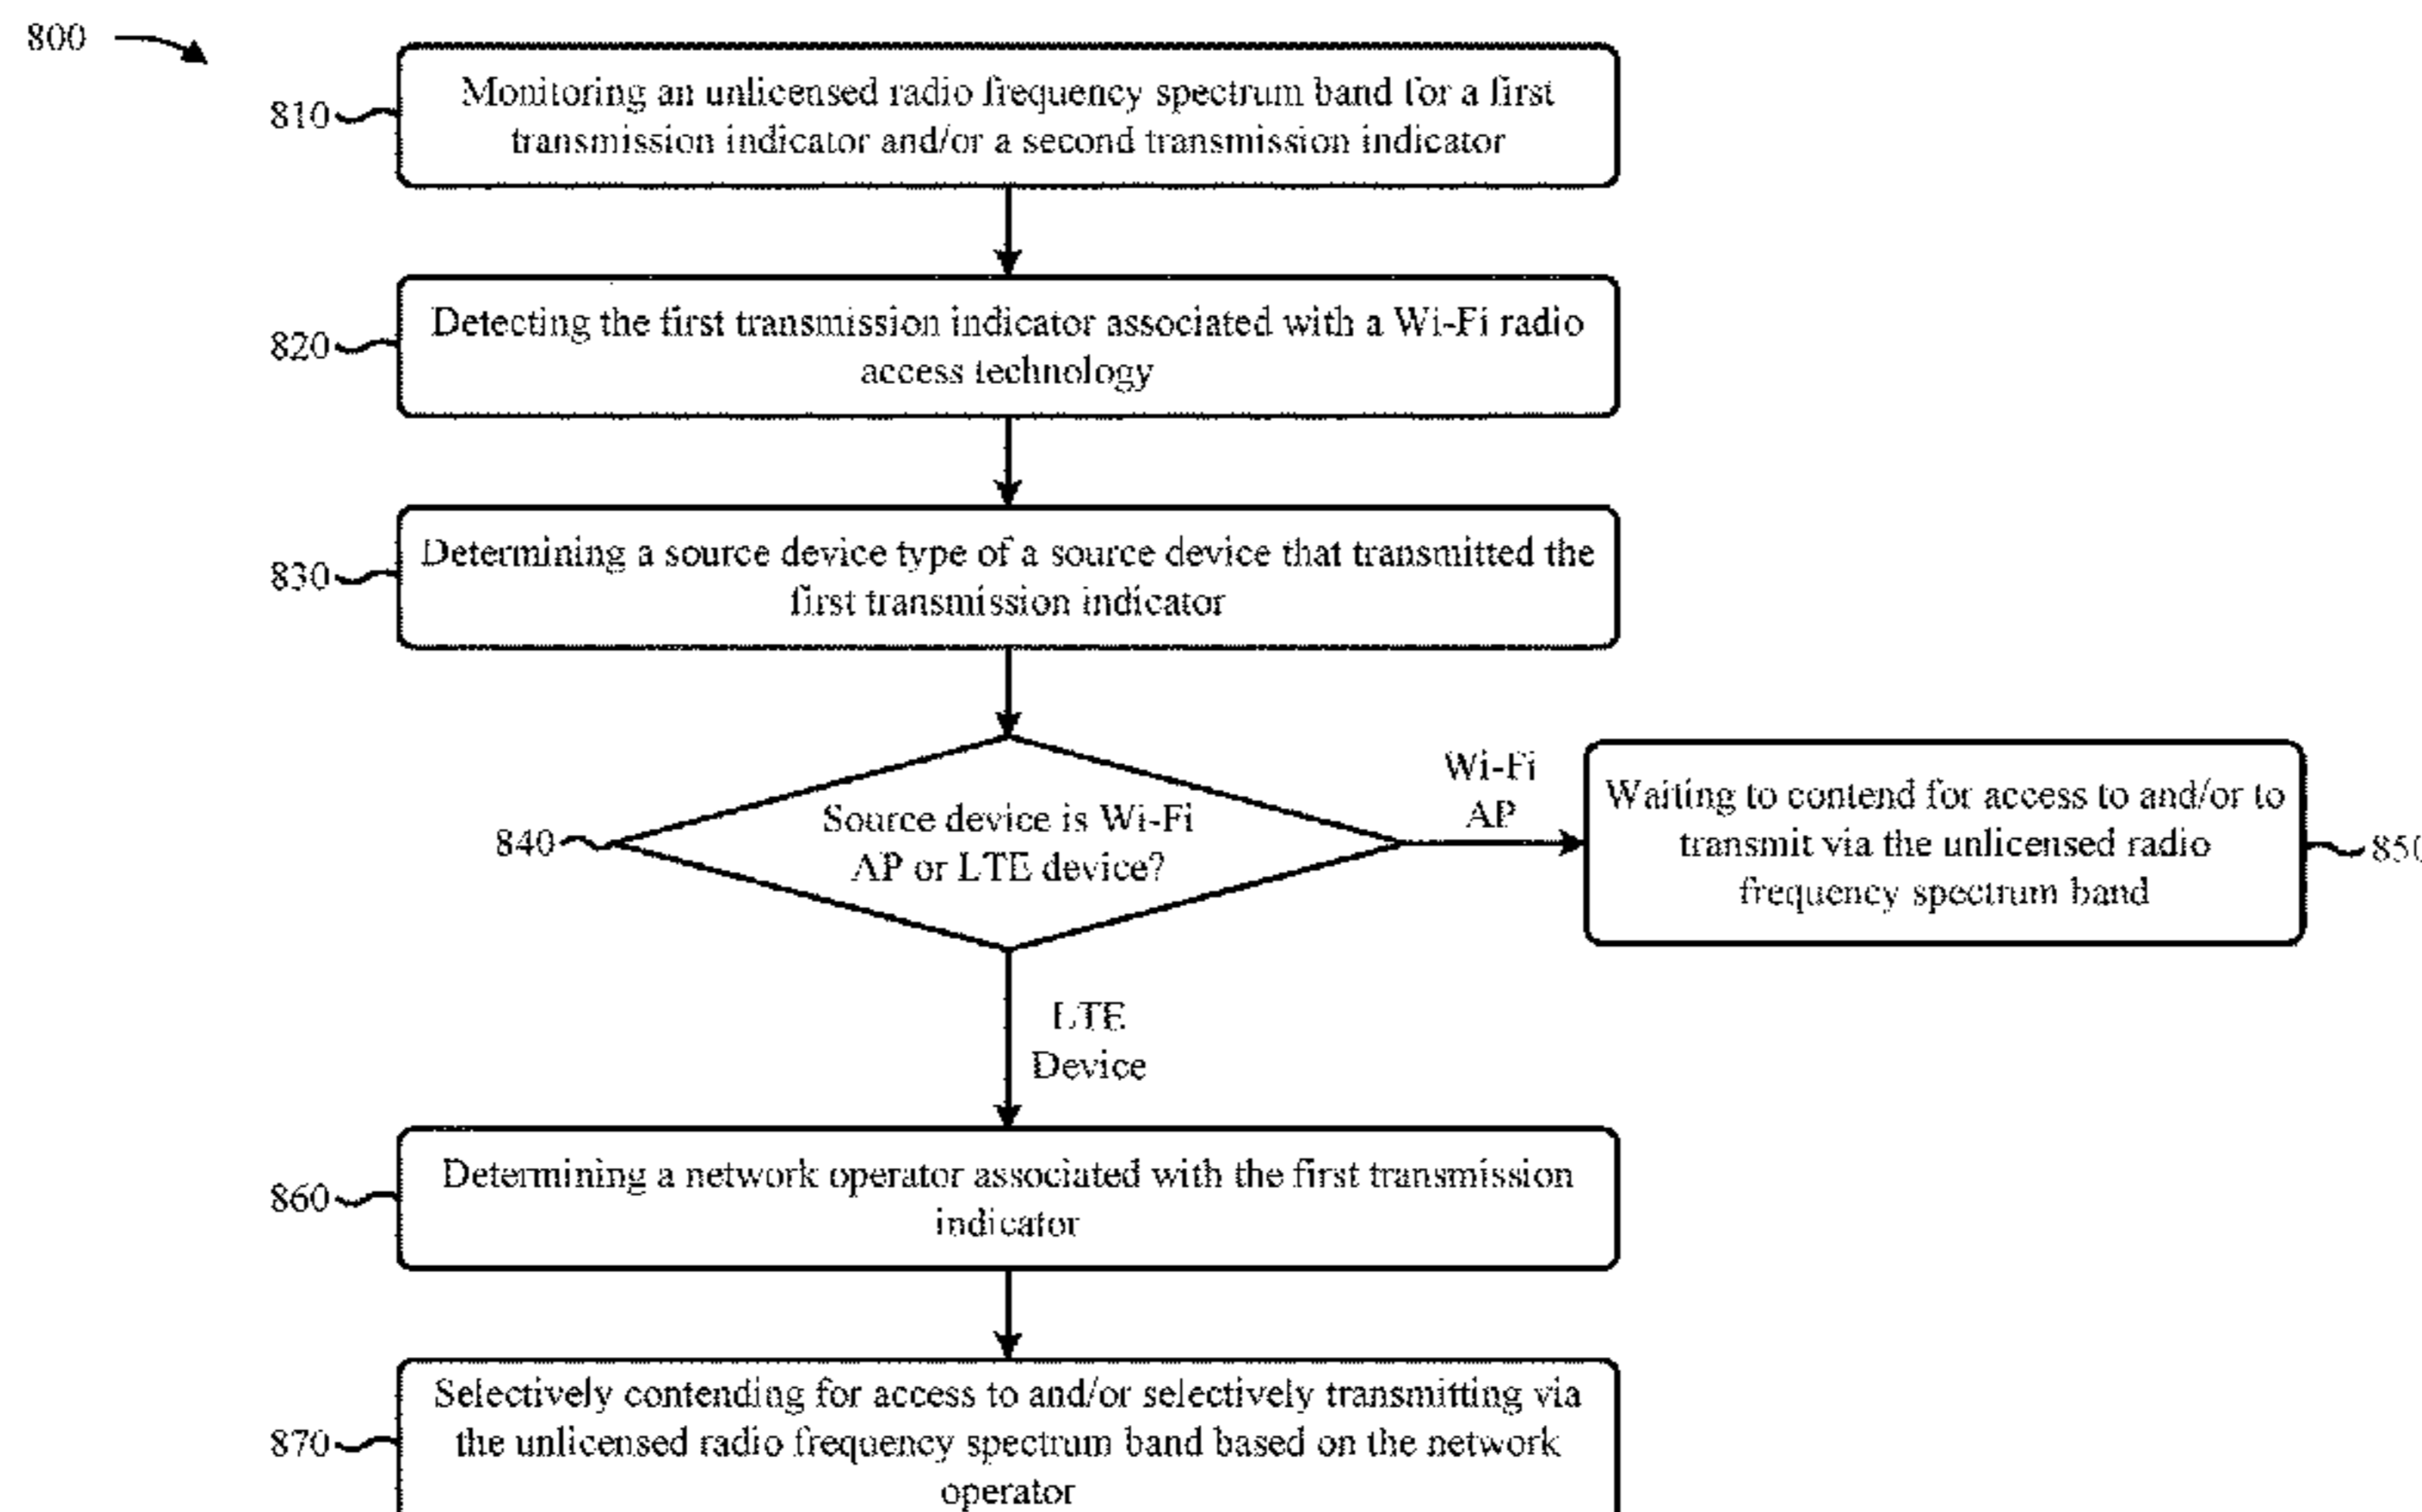 800
810
Monitoring an unlicensed radio frequency spectrum band for a first
transmission indicator and/or a second transmission indicator
820
Detecting the first transmission indicator associated with a Wi-Fi radio
access technology
830
Determining a source device type of a source device that transmitted the
first transmission indicator
840
Source device is Wi-Fi
AP or LTE device?
Wi-Fi
AP
Waiting to contend for access to and/or to
transmit via the unlicensed radio
frequency spectrum band
850
LTE
Device
860
Determining a network operator associated with the first transmission
indicator
870
Selectively contending for access to and/or selectively transmitting via
the unlicensed radio frequency spectrum band based on the network
operator